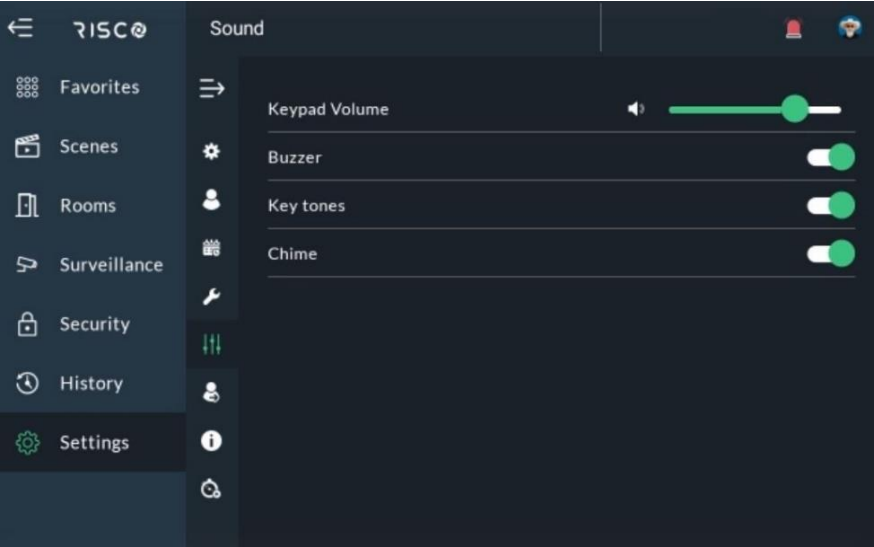 RISCO
Sound
Favorites
Scenes
Rooms
Surveillance
Security
History
Settings
Keypad Volume
Buzzer
Key tones
Chime